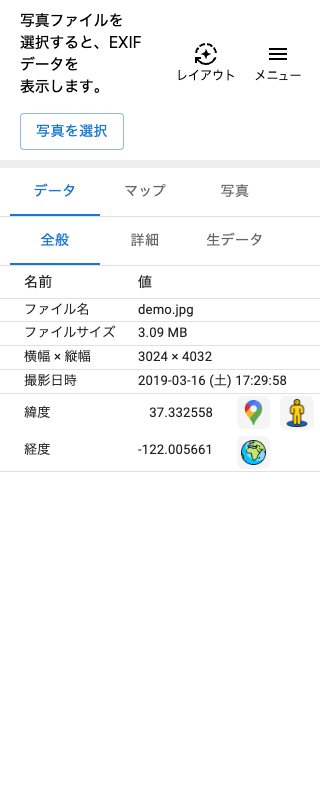 写真ファイルを
選択すると、EXIF
データを
表示します。
レイアウト
メニュー
写真を選択
データ マップ 写真
全般 詳細 生データ
名前 値
ファイル名 demo.jpg
ファイルサイズ 3.09 MB
横幅 × 縦幅 3024 × 4032
撮影日時 2019-03-16 (土) 17:29:58
緯度 37.332558
経度 -122.005661